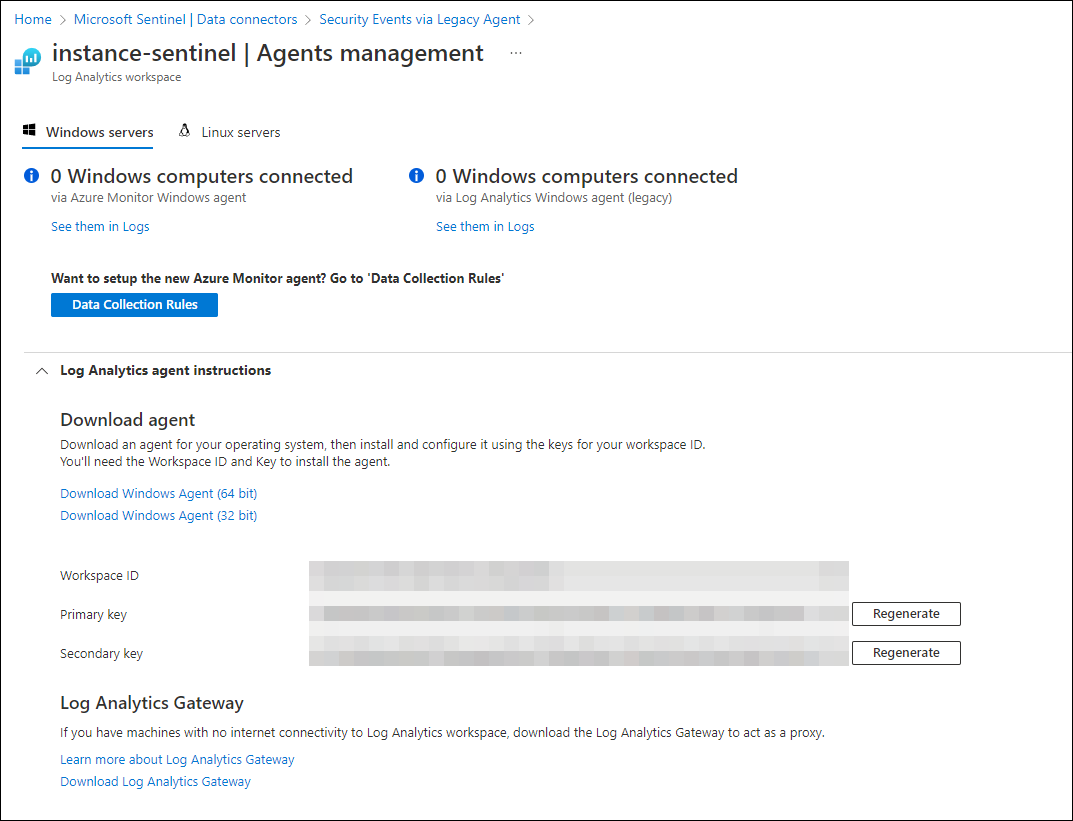 Home > Microsoft Sentinel | Data connectors > Security Events via Legacy Agent >
instance-sentinel | Agents management ...
Log Analytics workspace
Windows servers Linux servers
0 Windows computers connected
via Azure Monitor Windows agent
See them in Logs
0 Windows computers connected
via Log Analytics Windows agent (legacy)
See them in Logs
Want to setup the new Azure Monitor agent? Go to 'Data Collection Rules'
Data Collection Rules
Log Analytics agent instructions
Download agent
Download an agent for your operating system, then install and configure it using the keys for your workspace ID.
You'll need the Workspace ID and Key to install the agent.
Download Windows Agent (64 bit)
Download Windows Agent (32 bit)
Workspace ID
Primary key Regenerate
Secondary key Regenerate
Log Analytics Gateway
If you have machines with no internet connectivity to Log Analytics workspace, download the Log Analytics Gateway to act as a proxy.
Learn more about Log Analytics Gateway
Download Log Analytics Gateway